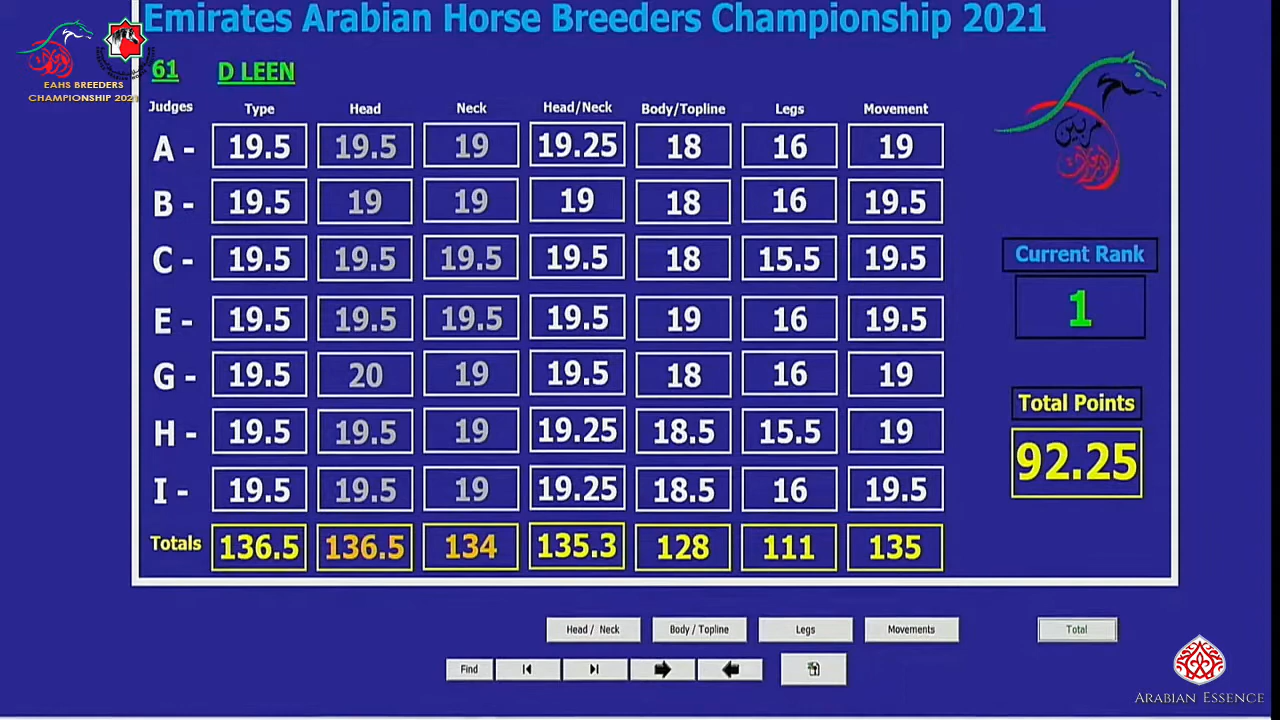 Emirates Arabian Horse Breeders Championship 2021
EAHS BREEDERS
CHAMPIONSHIP 2021
61 D LEEN
Judges Type Head Neck Head/Neck Body/Topline Legs Movement
A - 19.5 19.5 19 19.25 18 16 19
B - 19.5 19 19 19 18 16 19.5
C - 19.5 19.5 19.5 19.5 18 15.5 19.5
E - 19.5 19.5 19.5 19.5 19 16 19.5
G - 19.5 20 19 19.5 18 16 19
H - 19.5 19.5 19 19.25 18.5 15.5 19
I - 19.5 19.5 19 19.25 18.5 16 19.5
Totals 136.5 136.5 134 135.3 128 111 135
مربين
الإمارات
Current Rank
1
Total Points
92.25
Head / Neck Body / Topline Legs Movements Total
Find
ARABIAN ESSENCE